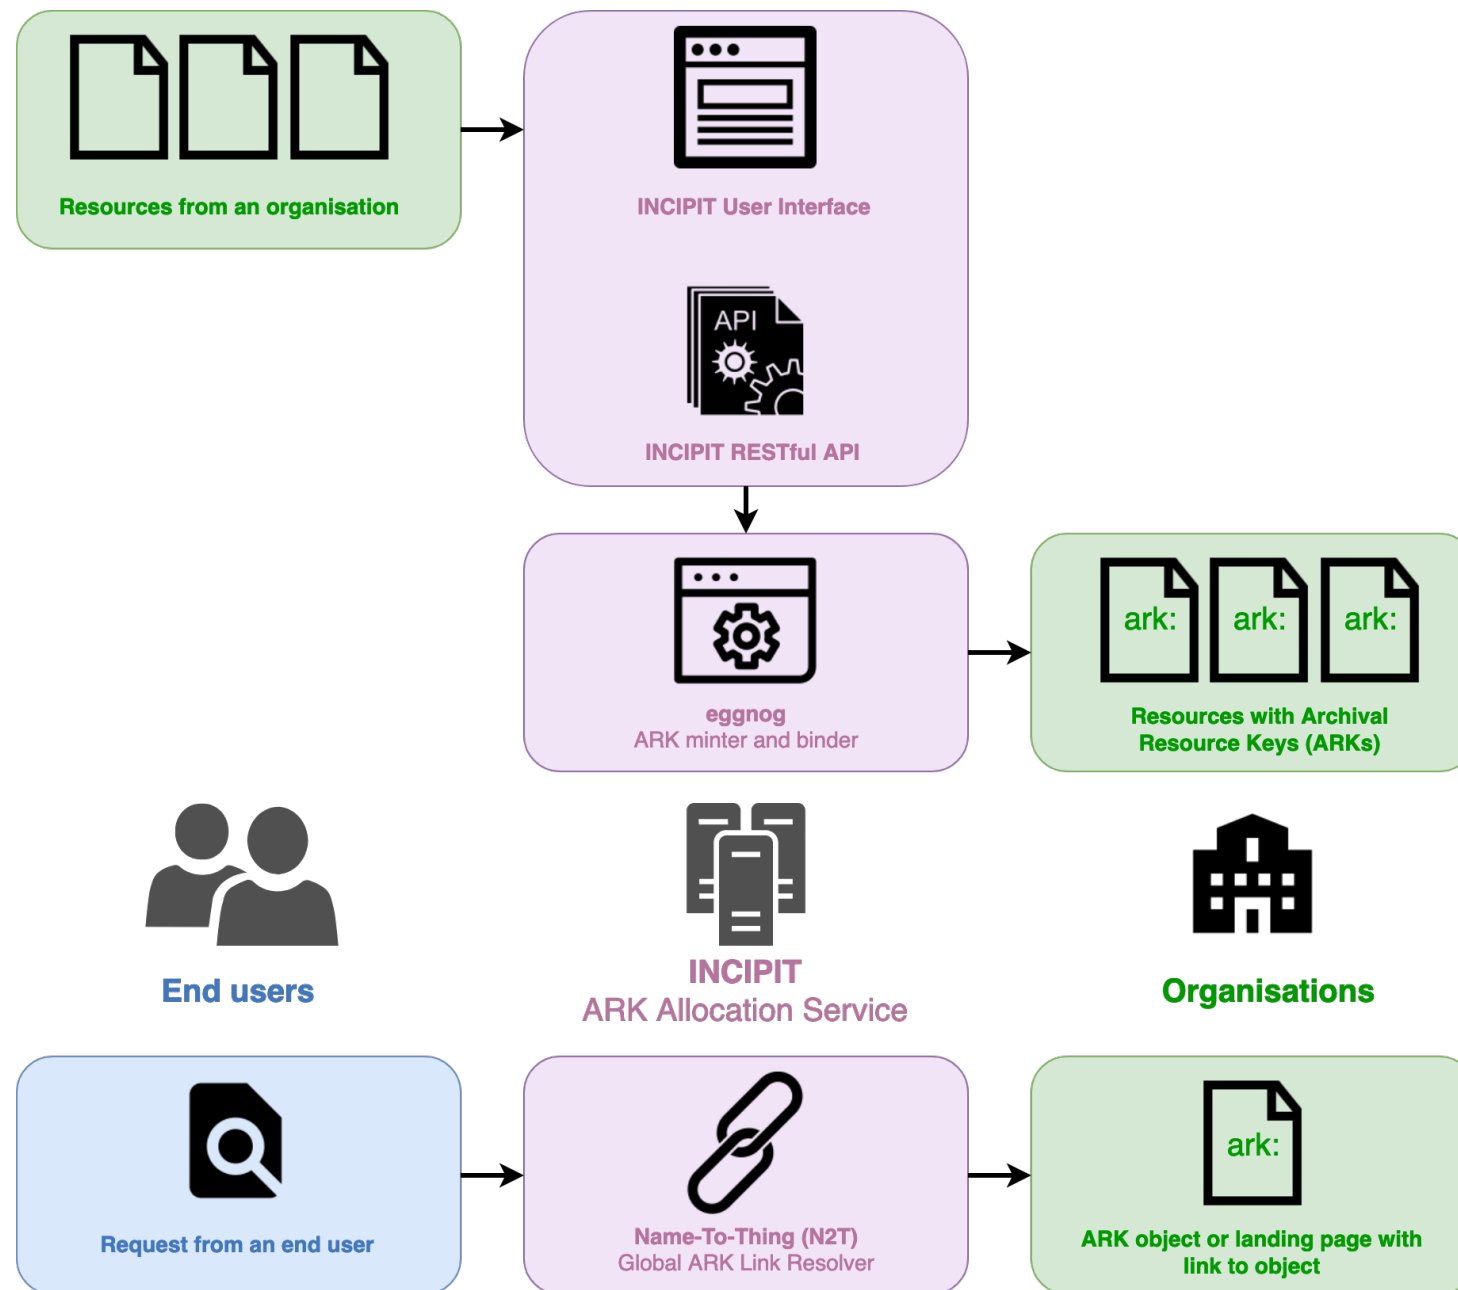 Resources from an organisation
INCIPIT User Interface
API
INCIPIT RESTful API
eggnog
ARK minter and binder
ark:
ark:
ark:
Resources with Archival
Resource Keys (ARKs)
End users
INCIPIT
ARK Allocation Service
Organisations
Request from an end user
Name-To-Thing (N2T)
Global ARK Link Resolver
ark:
ARK object or landing page with
link to object